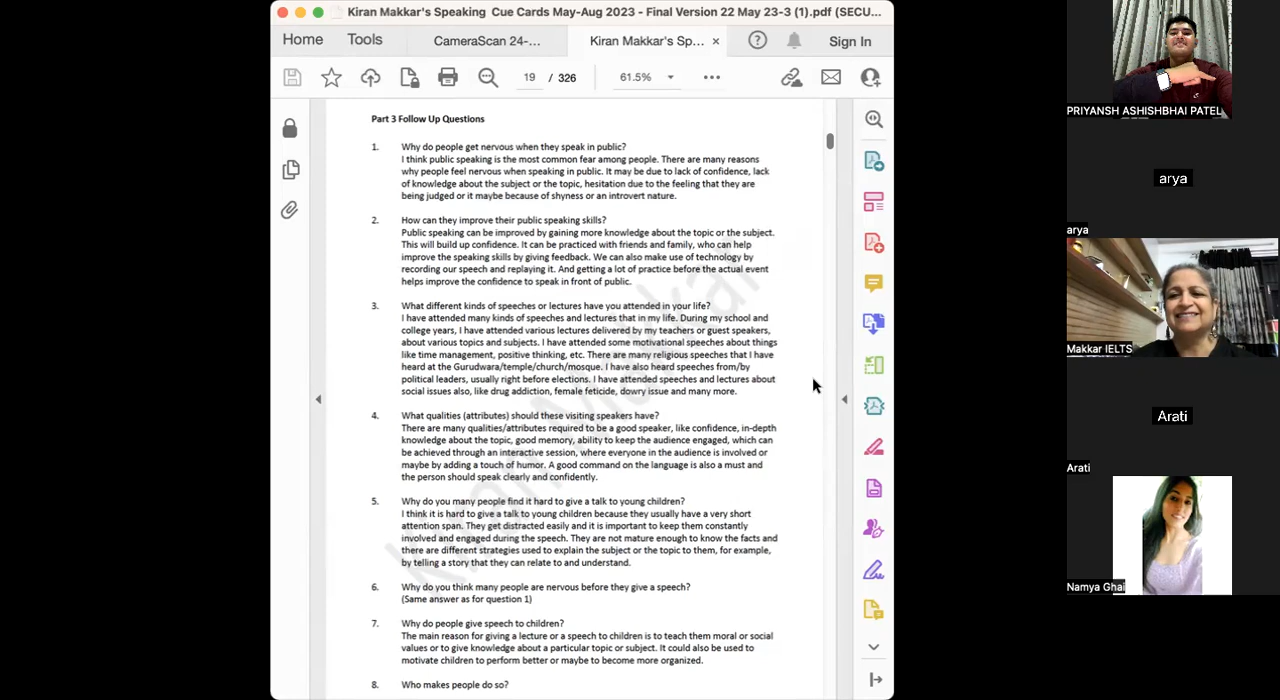 Kiran Makkar's Speaking Cue Cards May-Aug 2023 - Final Version 22 May 23-3 (1).pdf (SECU...
Home Tools CameraScan 24-... Kiran Makkar's Sp... × Sign In
19 / 326 61.5%
Part 3 Follow Up Questions
1. Why do people get nervous when they speak in public?
I think public speaking is the most common fear among people. There are many reasons
why people feel nervous when speaking in public. It may be due to lack of confidence, lack
of knowledge about the subject or the topic, hesitation due to the feeling that they are
being judged or it maybe because of shyness or an introvert nature.
2. How can they improve their public speaking skills?
Public speaking can be improved by gaining more knowledge about the topic or the subject.
This will build up confidence. It can be practiced with friends and family, who can help
improve the speaking skills by giving feedback. We can also make use of technology by
recording our speech and replaying it. And getting a lot of practice before the actual event
helps improve the confidence to speak in front of public.
3. What different kinds of speeches or lectures have you attended in your life?
I have attended many kinds of speeches and lectures that in my life. During my school and
college years, I have attended various lectures delivered by my teachers or guest speakers,
about various topics and subjects. I have attended some motivational speeches about things
like time management, positive thinking, etc. There are many religious speeches that I have
heard at the Gurudwara/temple/church/mosque. I have also heard speeches from/by
political leaders, usually right before elections. I have attended speeches and lectures about
social issues also, like drug addiction, female feticide, dowry issue and many more.
4. What qualities (attributes) should these visiting speakers have?
There are many qualities/attributes required to be a good speaker, like confidence, in-depth
knowledge about the topic, good memory, ability to keep the audience engaged, which can
be achieved through an interactive session, where everyone in the audience is involved or
maybe by adding a touch of humor. A good command on the language is also a must and
the person should speak clearly and confidently.
5. Why do you many people find it hard to give a talk to young children?
I think it is hard to give a talk to young children because they usually have a very short
attention span. They get distracted easily and it is important to keep them constantly
involved and engaged during the speech. They are not mature enough to know the facts and
there are different strategies used to explain the subject or the topic to them, for example,
by telling a story that they can relate to and understand.
6. Why do you think many people are nervous before they give a speech?
(Same answer as for question 1)
7. Why do people give speech to children?
The main reason for giving a lecture or a speech to children is to teach them moral or social
values or to give knowledge about a particular topic or subject. It could also be used to
motivate children to perform better or maybe to become more organized.
8. Who makes people do so?
Kiran Makkar
PRIYANSH ASHISHBHAI PATEL
arya
arya
Makkar IELTS
Arati
Arati
Namya Ghai